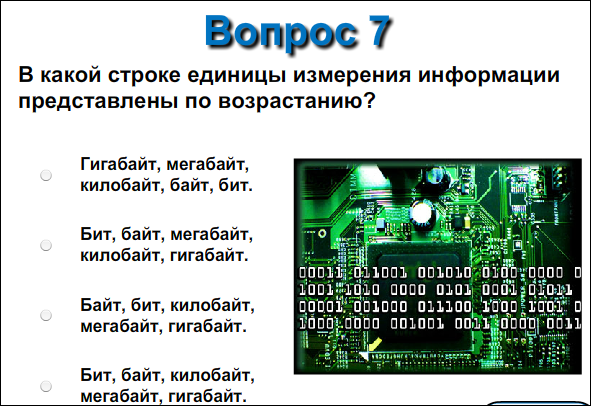 Вопрос 7
В какой строке единицы измерения информации
представлены по возрастанию?
Гигабайт, мегабайт,
килобайт, байт, бит.
Бит, байт, мегабайт,
килобайт, гигабайт.
Байт, бит, килобайт,
мегабайт, гигабайт.
Бит, байт, килобайт,
мегабайт, гигабайт.